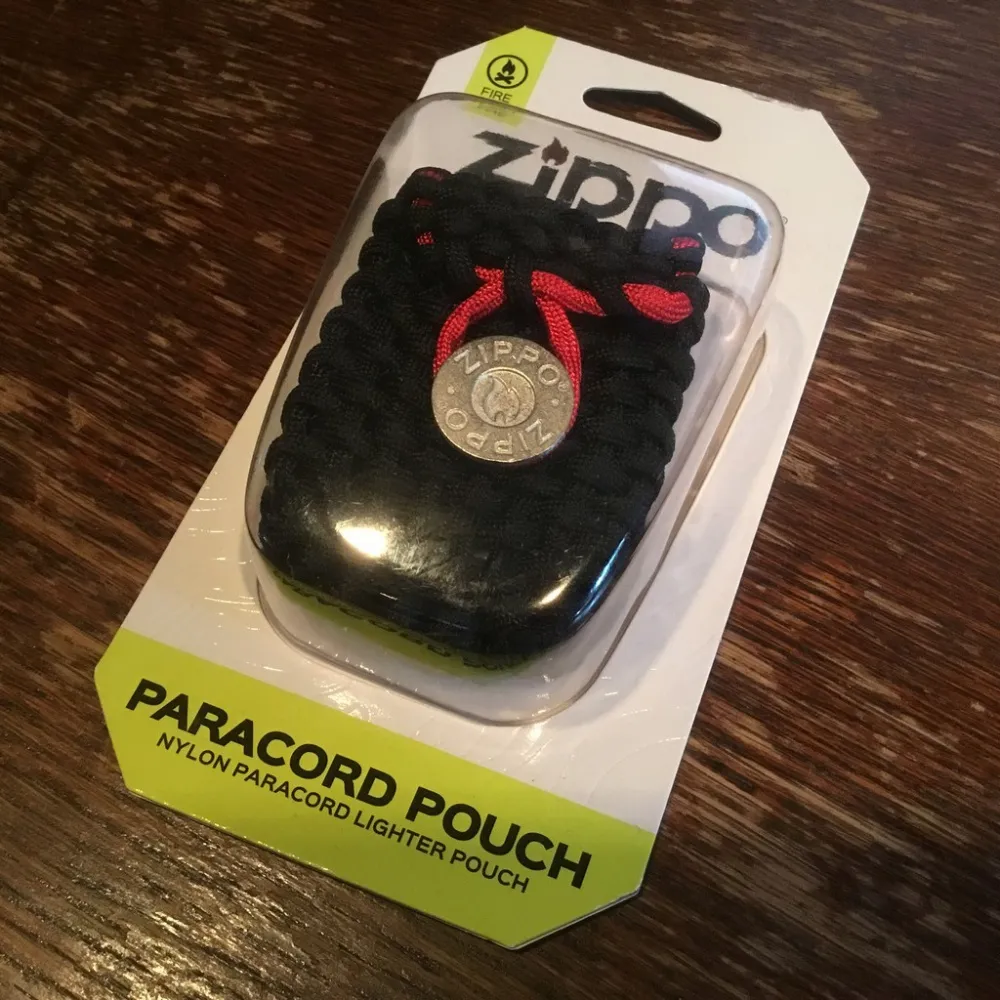 FIRE
zippo
ZIPPO
ZIPPO
PARACORD POUCH
NYLON PARACORD LIGHTER POUCH